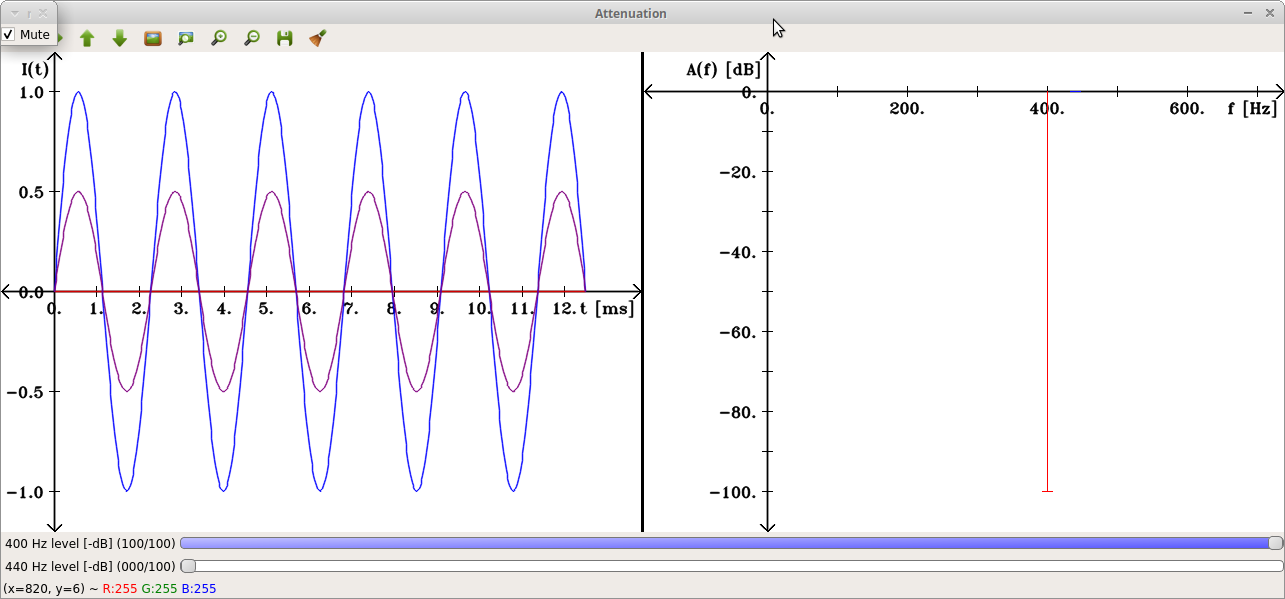 Attenuation
Mute
I(t)
1.0
0.5
0.0
-0.5
-1.0
0. 1. 2. 3. 4. 5. 6. 7. 8. 9. 10. 11. 12. t [ms]
A(f) [dB]
0.
0. 200. 400. 600. f [Hz]
-20.
-40.
-60.
-80.
-100.
400 Hz level [-dB] (100/100)
440 Hz level [-dB] (000/100)
(x=820, y=6) ~ R:255 G:255 B:255